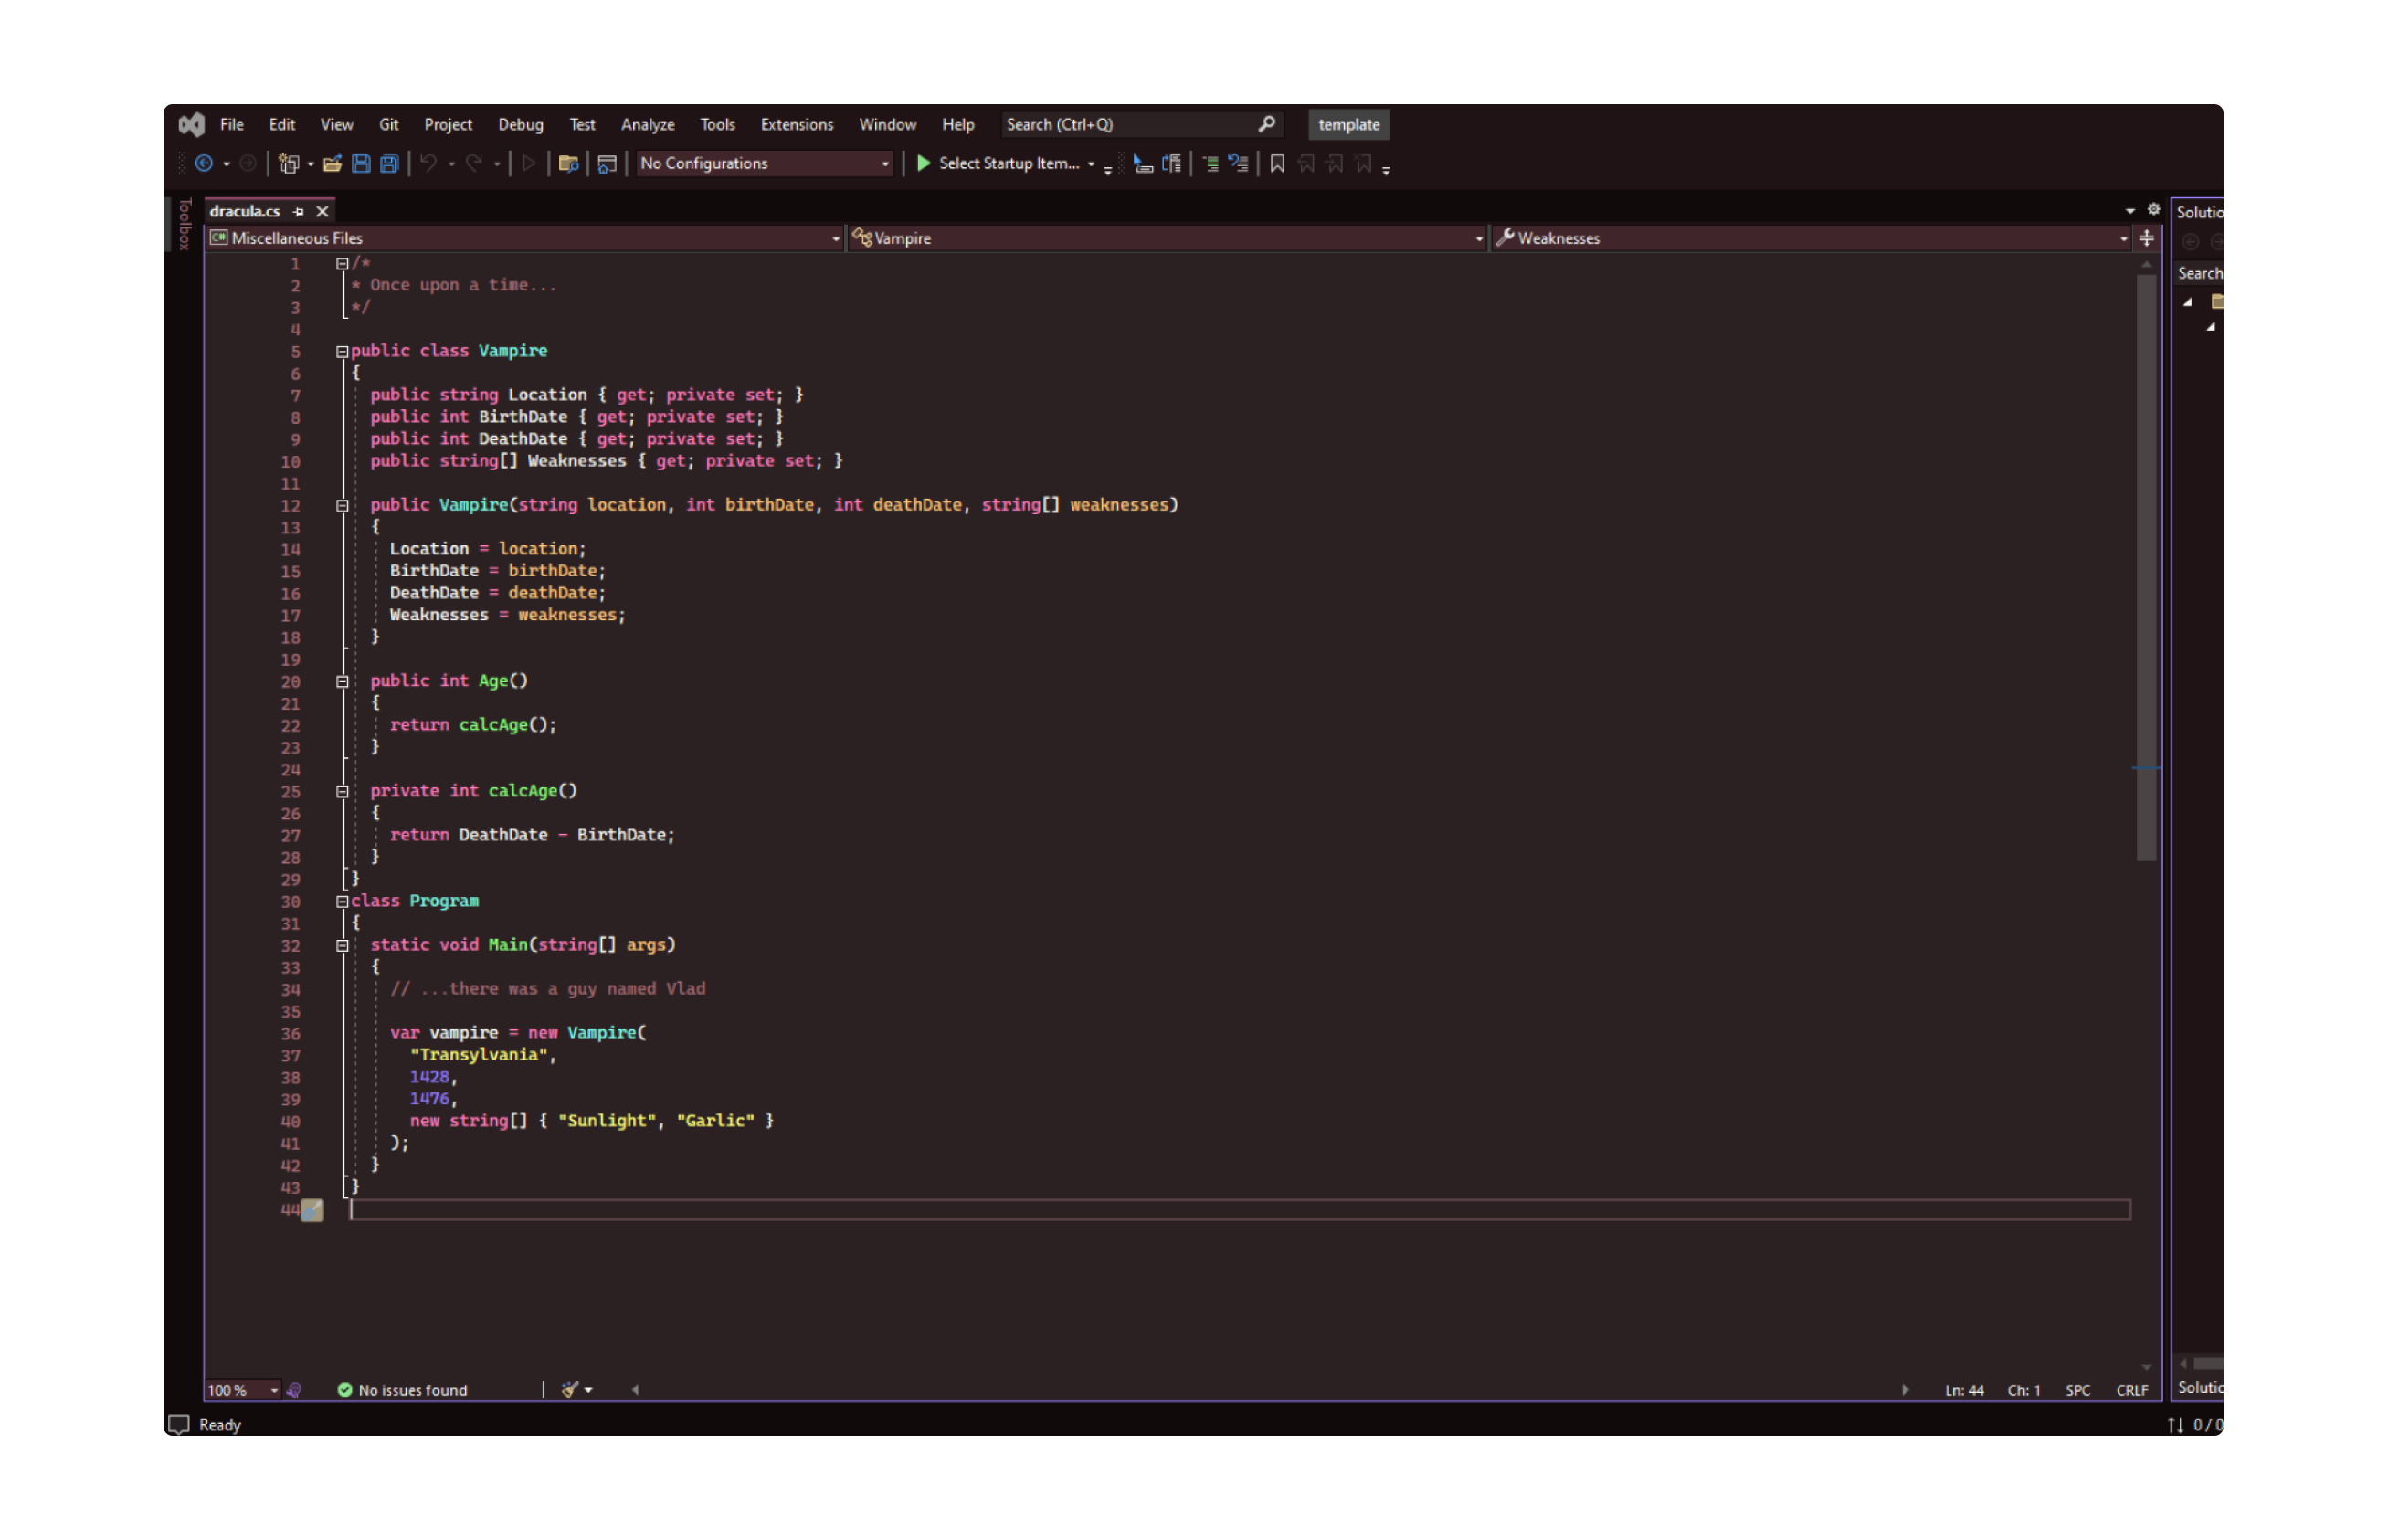 File Edit View Git Project Debug Test Analyze Tools Extensions Window Help Search (Ctrl+Q) template
No Configurations Select Startup Item...
Toolbox
dracula.cs
Solutio
Miscellaneous Files Vampire Weaknesses
Search
1 /*
2 * Once upon a time...
3 */
4
5 public class Vampire
6 {
7 public string Location { get; private set; }
8 public int BirthDate { get; private set; }
9 public int DeathDate { get; private set; }
10 public string[] Weaknesses { get; private set; }
11
12 public Vampire(string location, int birthDate, int deathDate, string[] weaknesses)
13 {
14 Location = location;
15 BirthDate = birthDate;
16 DeathDate = deathDate;
17 Weaknesses = weaknesses;
18 }
19
20 public int Age()
21 {
22 return calcAge();
23 }
24
25 private int calcAge()
26 {
27 return DeathDate - BirthDate;
28 }
29 }
30 class Program
31 {
32 static void Main(string[] args)
33 {
34 // ...there was a guy named Vlad
35
36 var vampire = new Vampire(
37 "Transylvania",
38 1428,
39 1476,
40 new string[] { "Sunlight", "Garlic" }
41 );
42 }
43 }
44
100 % No issues found Ln: 44 Ch: 1 SPC CRLF
Solutio
Ready 0 / 0